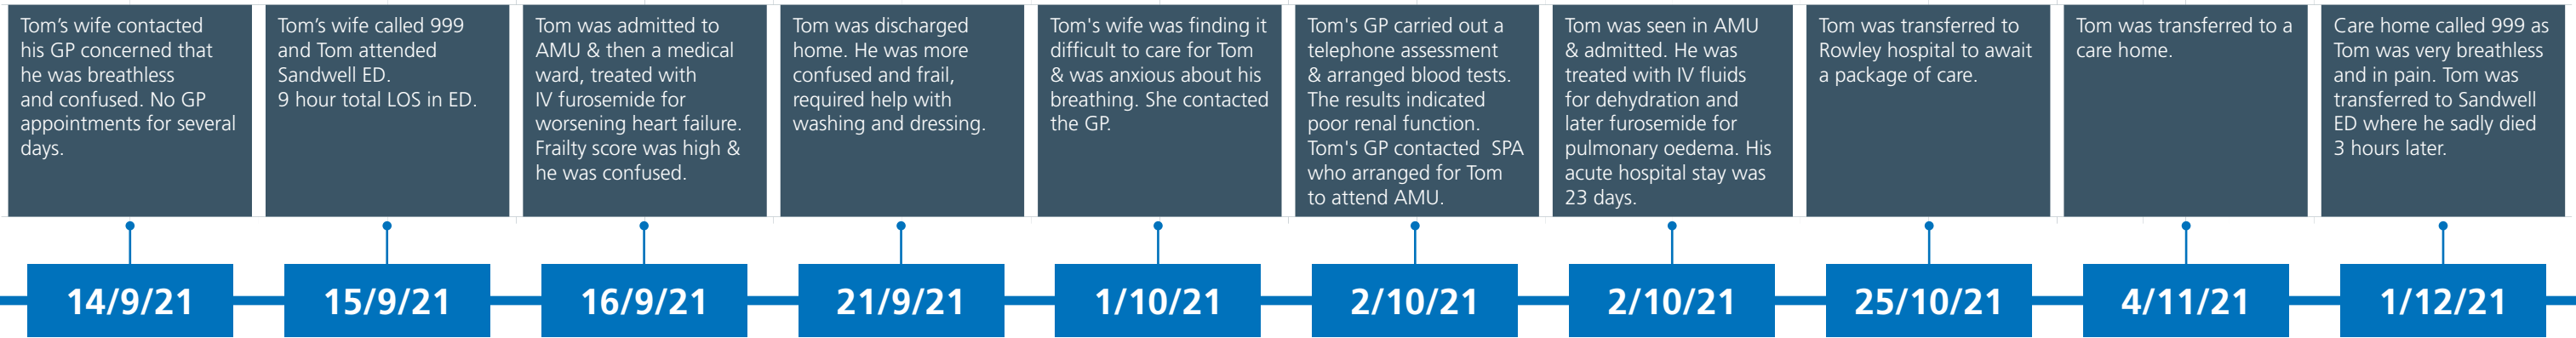 Tom’s wife contacted
his GP concerned that
he was breathless
and confused. No GP
appointments for several
days.
Tom’s wife called 999
and Tom attended
Sandwell ED.
9 hour total LOS in ED.
Tom was admitted to
AMU & then a medical
ward, treated with
IV furosemide for
worsening heart failure.
Frailty score was high &
he was confused.
Tom was discharged
home. He was more
confused and frail,
required help with
washing and dressing.
Tom's wife was finding it
difficult to care for Tom
& was anxious about his
breathing. She contacted
the GP.
Tom's GP carried out a
telephone assessment
& arranged blood tests.
The results indicated
poor renal function.
Tom's GP contacted  SPA
who arranged for Tom
to attend AMU.
Tom was seen in AMU
& admitted. He was
treated with IV fluids
for dehydration and
later furosemide for
pulmonary oedema. His
acute hospital stay was
23 days.
Tom was transferred to
Rowley hospital to await
a package of care.
Tom was transferred to a
care home.
Care home called 999 as
Tom was very breathless
and in pain. Tom was
transferred to Sandwell
ED where he sadly died
3 hours later.
14/9/21
15/9/21
16/9/21
21/9/21
1/10/21
2/10/21
2/10/21
25/10/21
4/11/21
1/12/21